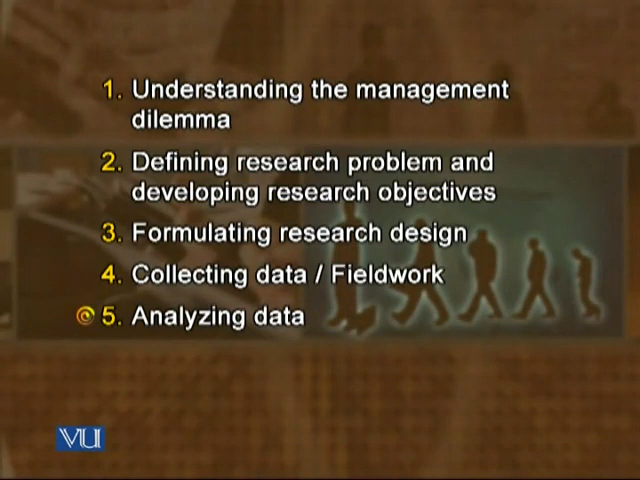 1. Understanding the management
dilemma
2. Defining research problem and
developing research objectives
3. Formulating research design
4. Collecting data / Fieldwork
5. Analyzing data
VU